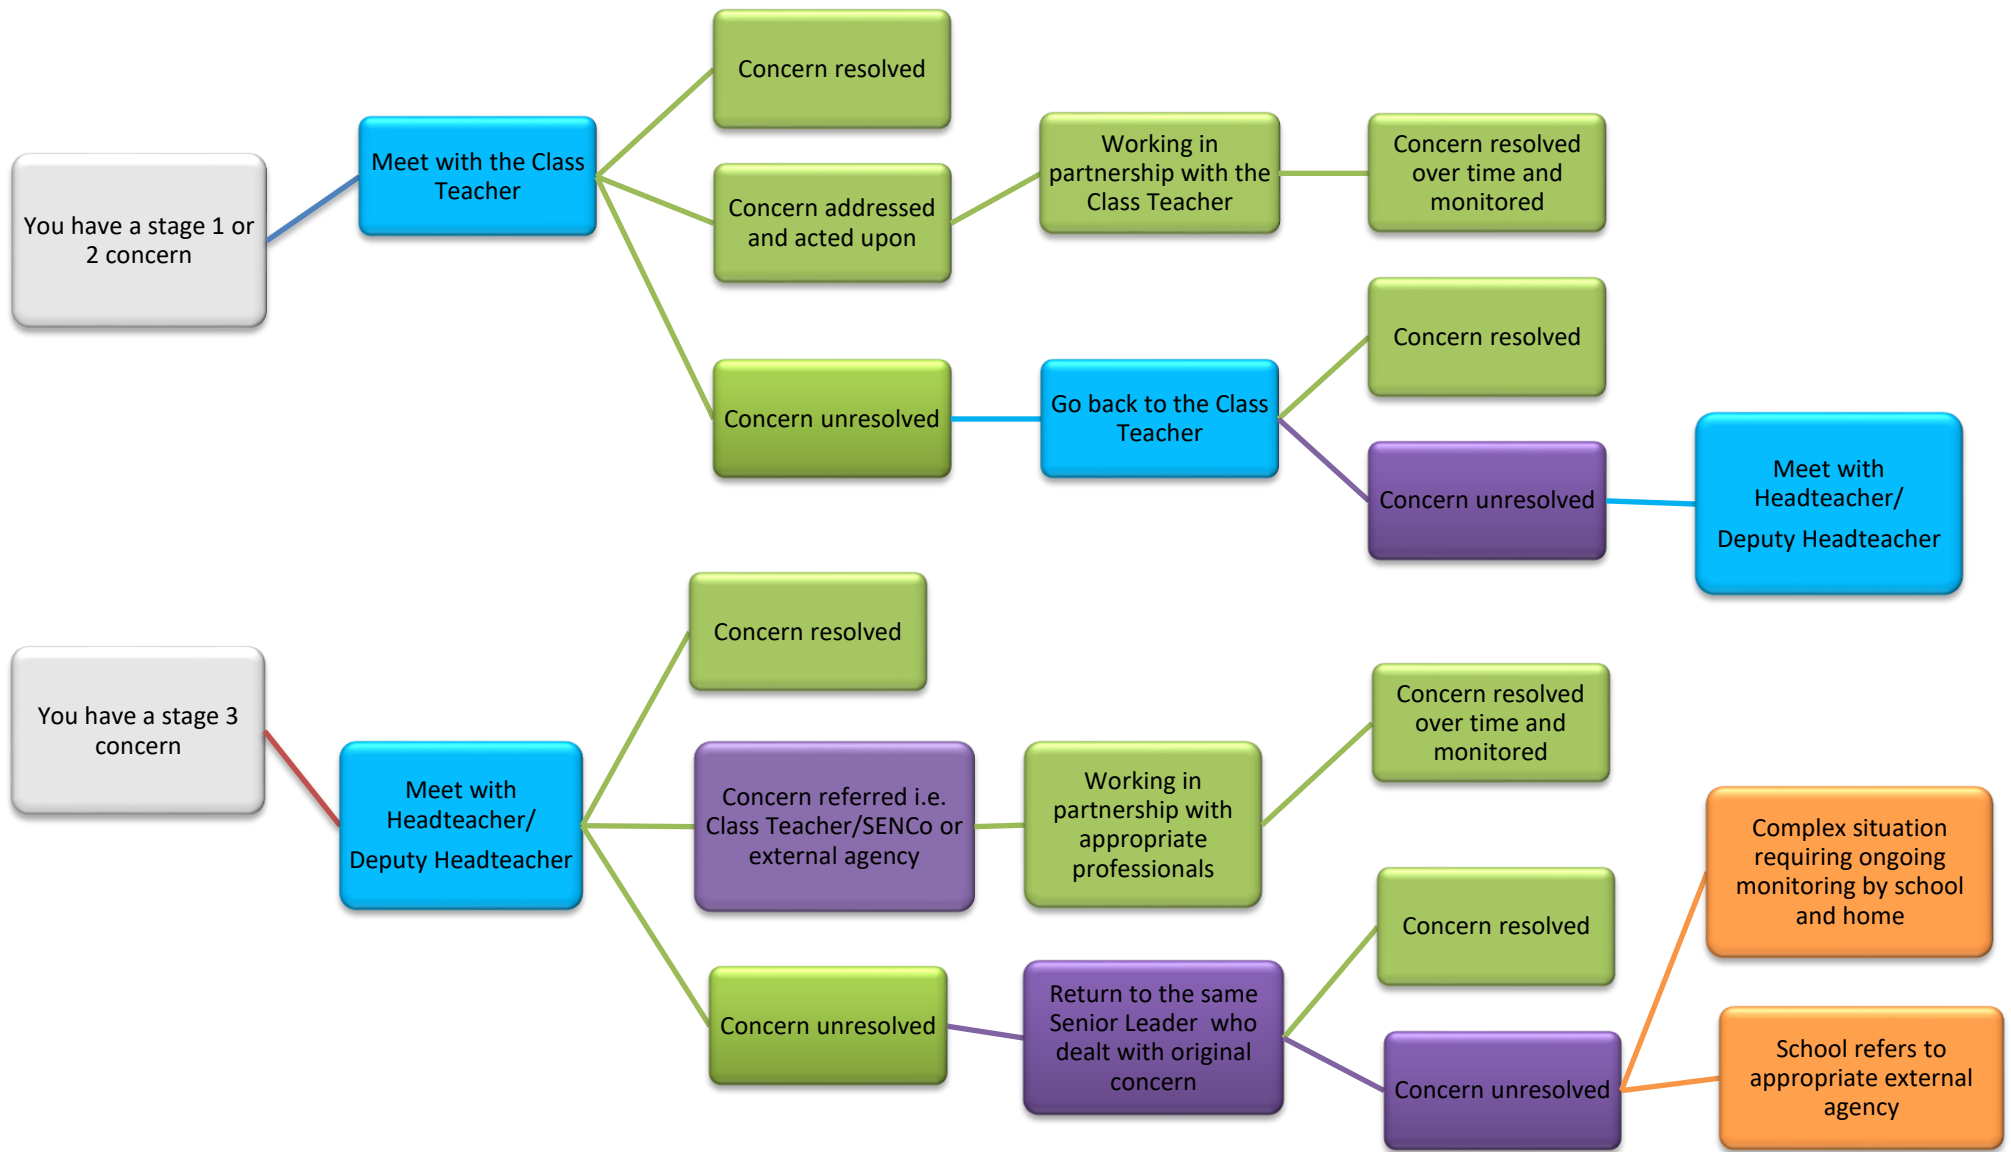 You have a stage 1 or
2 concern
Meet with the Class
Teacher
Concern resolved
Concern addressed
and acted upon
Working in
partnership with the
Class Teacher
Concern resolved
over time and
monitored
Concern unresolved
Go back to the Class
Teacher
Concern resolved
Concern unresolved
Meet with
Headteacher/
Deputy Headteacher
You have a stage 3
concern
Meet with
Headteacher/
Deputy Headteacher
Concern resolved
Concern referred i.e.
Class Teacher/SENCo or
external agency
Working in
partnership with
appropriate
professionals
Concern resolved
over time and
monitored
Concern unresolved
Return to the same
Senior Leader who
dealt with original
concern
Concern resolved
Concern unresolved
Complex situation
requiring ongoing
monitoring by school
and home
School refers to
appropriate external
agency